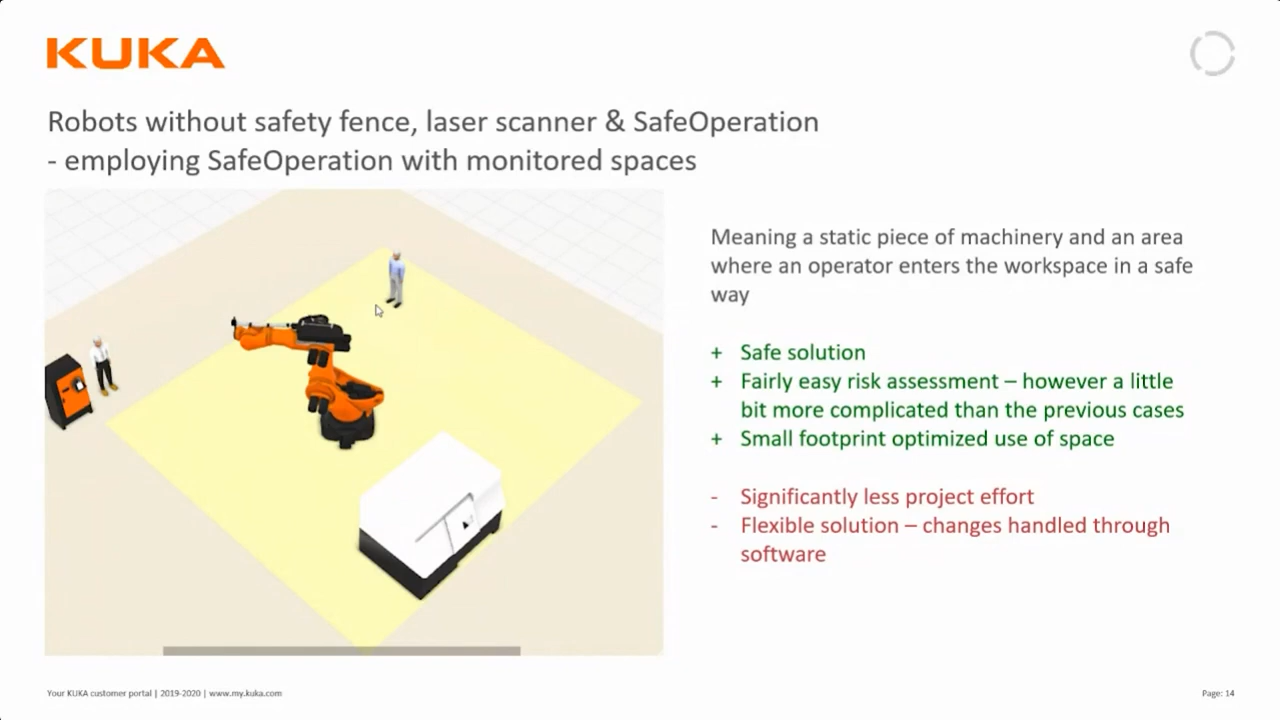 KUKA
Robots without safety fence, laser scanner & SafeOperation
- employing SafeOperation with monitored spaces
Meaning a static piece of machinery and an area
where an operator enters the workspace in a safe
way
+ Safe solution
+ Fairly easy risk assessment – however a little
bit more complicated than the previous cases
+ Small footprint optimized use of space
- Significantly less project effort
- Flexible solution – changes handled through
software
Your KUKA customer portal | 2019-2020 | www.my.kuka.com
Page: 14